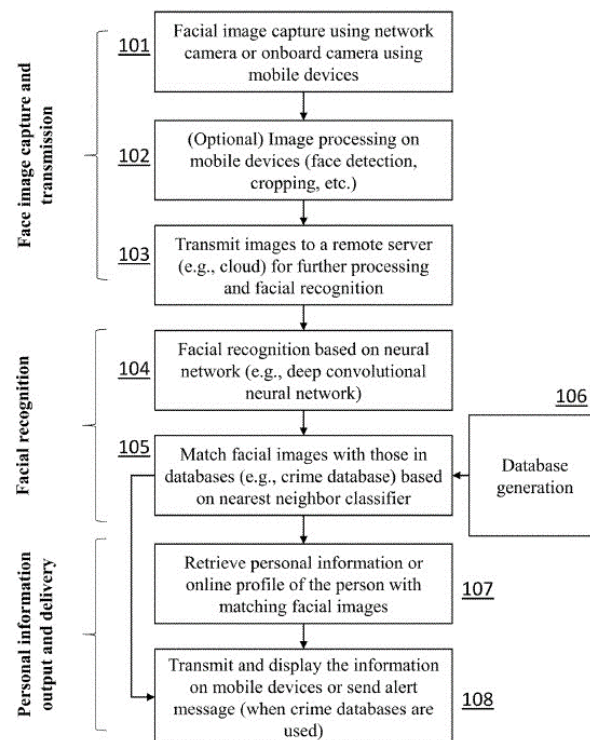 101
Facial image capture using network
camera or onboard camera using
mobile devices
102
(Optional) Image processing on
mobile devices (face detection,
cropping, etc.)
103
Transmit images to a remote server
(e.g., cloud) for further processing
and facial recognition
Face image capture and
transmission
104
Facial recognition based on neural
network (e.g., deep convolutional
neural network)
105
Match facial images with those in
databases (e.g., crime database) based
on nearest neighbor classifier
106
Database
generation
Facial recognition
Retrieve personal information or
online profile of the person with
matching facial images
107
Transmit and display the information
on mobile devices or send alert
message (when crime databases are
used)
108
Personal information
output and delivery